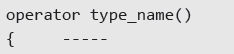 operator type_name()
{     -----